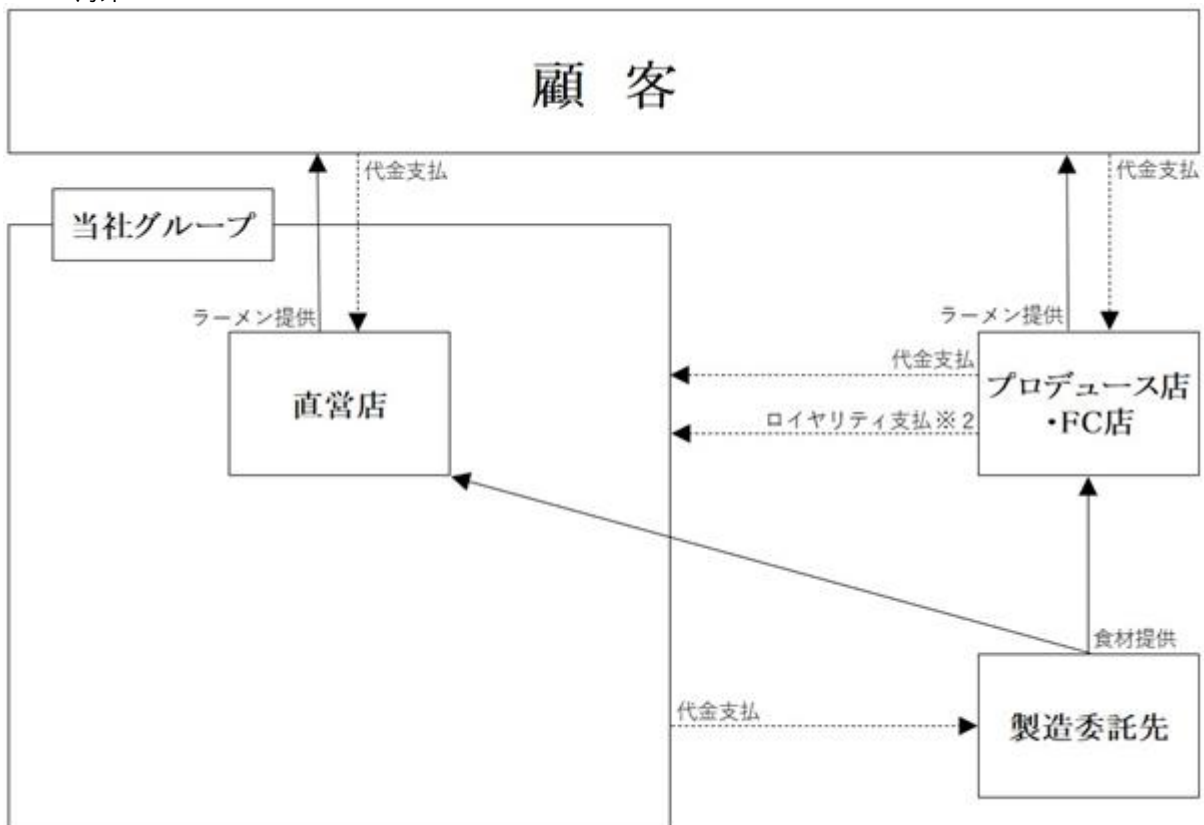 顧 客
代金支払
代金支払
当社グループ
ラーメン提供
ラーメン提供
直営店
代金支払
プロデュース店
・FC店
ロイヤリティ支払※2
食材提供
代金支払
製造委託先